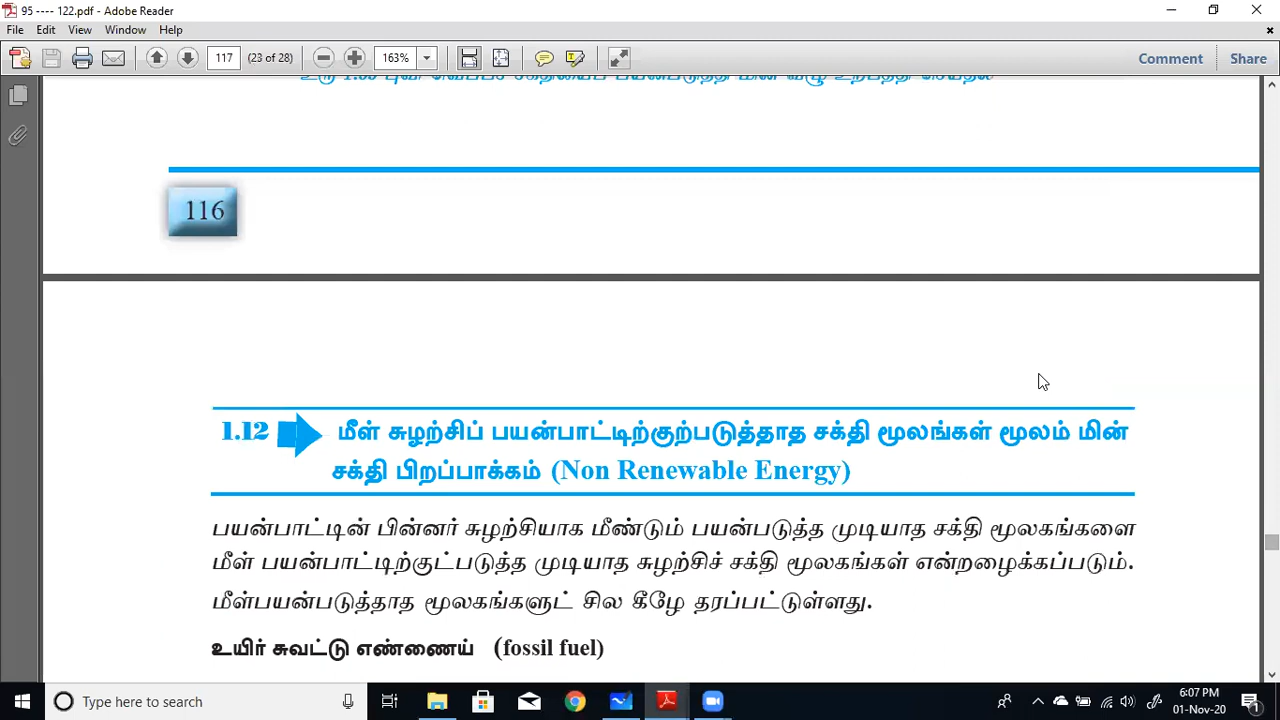 95 ---- 122.pdf - Adobe Reader
File Edit View Window Help
117 (23 of 28) 163% Comment Share
116
1.12 மீள் சுழற்சிப் பயன்பாட்டிற்குற்படுத்தாத சக்தி மூலங்கள் மூலம் மின்
சக்தி பிறப்பாக்கம் (Non Renewable Energy)
பயன்பாட்டின் பின்னர் சுழற்சியாக மீண்டும் பயன்படுத்த முடியாத சக்தி மூலகங்களை
மீள் பயன்பாட்டிற்குட்படுத்த முடியாத சுழற்சிச் சக்தி மூலகங்கள் என்றழைக்கப்படும்.
மீள்பயன்படுத்தாத மூலகங்களுட் சில கீழே தரப்பட்டுள்ளது.
உயிர் சுவட்டு எண்ணைய் (fossil fuel)
Type here to search
6:07 PM
01-Nov-20
1